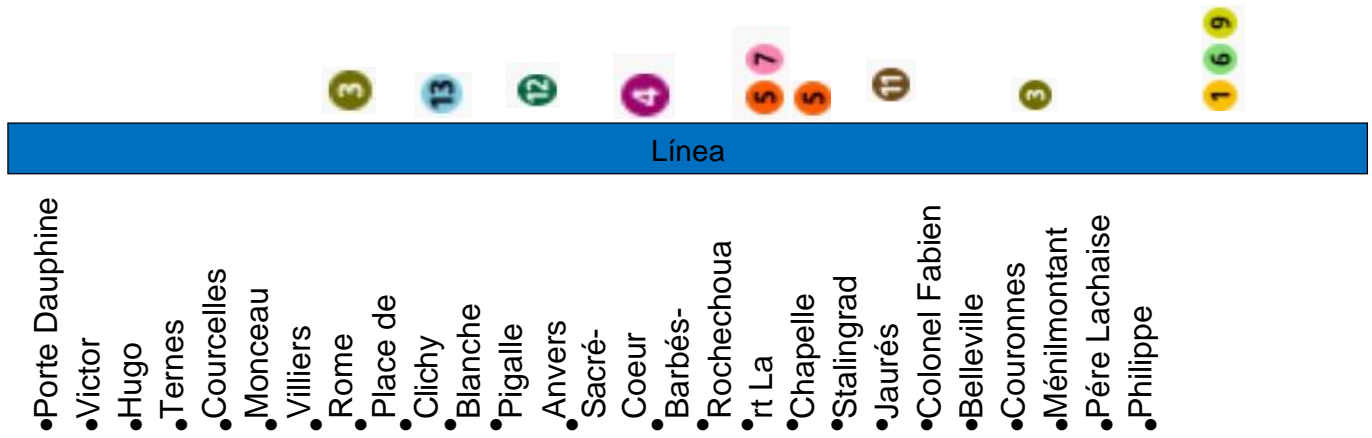 3
13
12
4
5 7
5
11
3
1 6 9
Línea
•Porte Dauphine
•Victor
•Hugo
•Ternes
•Courcelles
•Monceau
•Villiers
•Rome
•Place de
•Clichy
•Blanche
•Pigalle
•Anvers
•Sacré-
Coeur
•Barbés-
•Rochechoua
•rt La
•Chapelle
•Stalingrad
•Jaurés
•Colonel Fabien
•Belleville
•Couronnes
•Ménilmontant
•Pére Lachaise
•Philippe